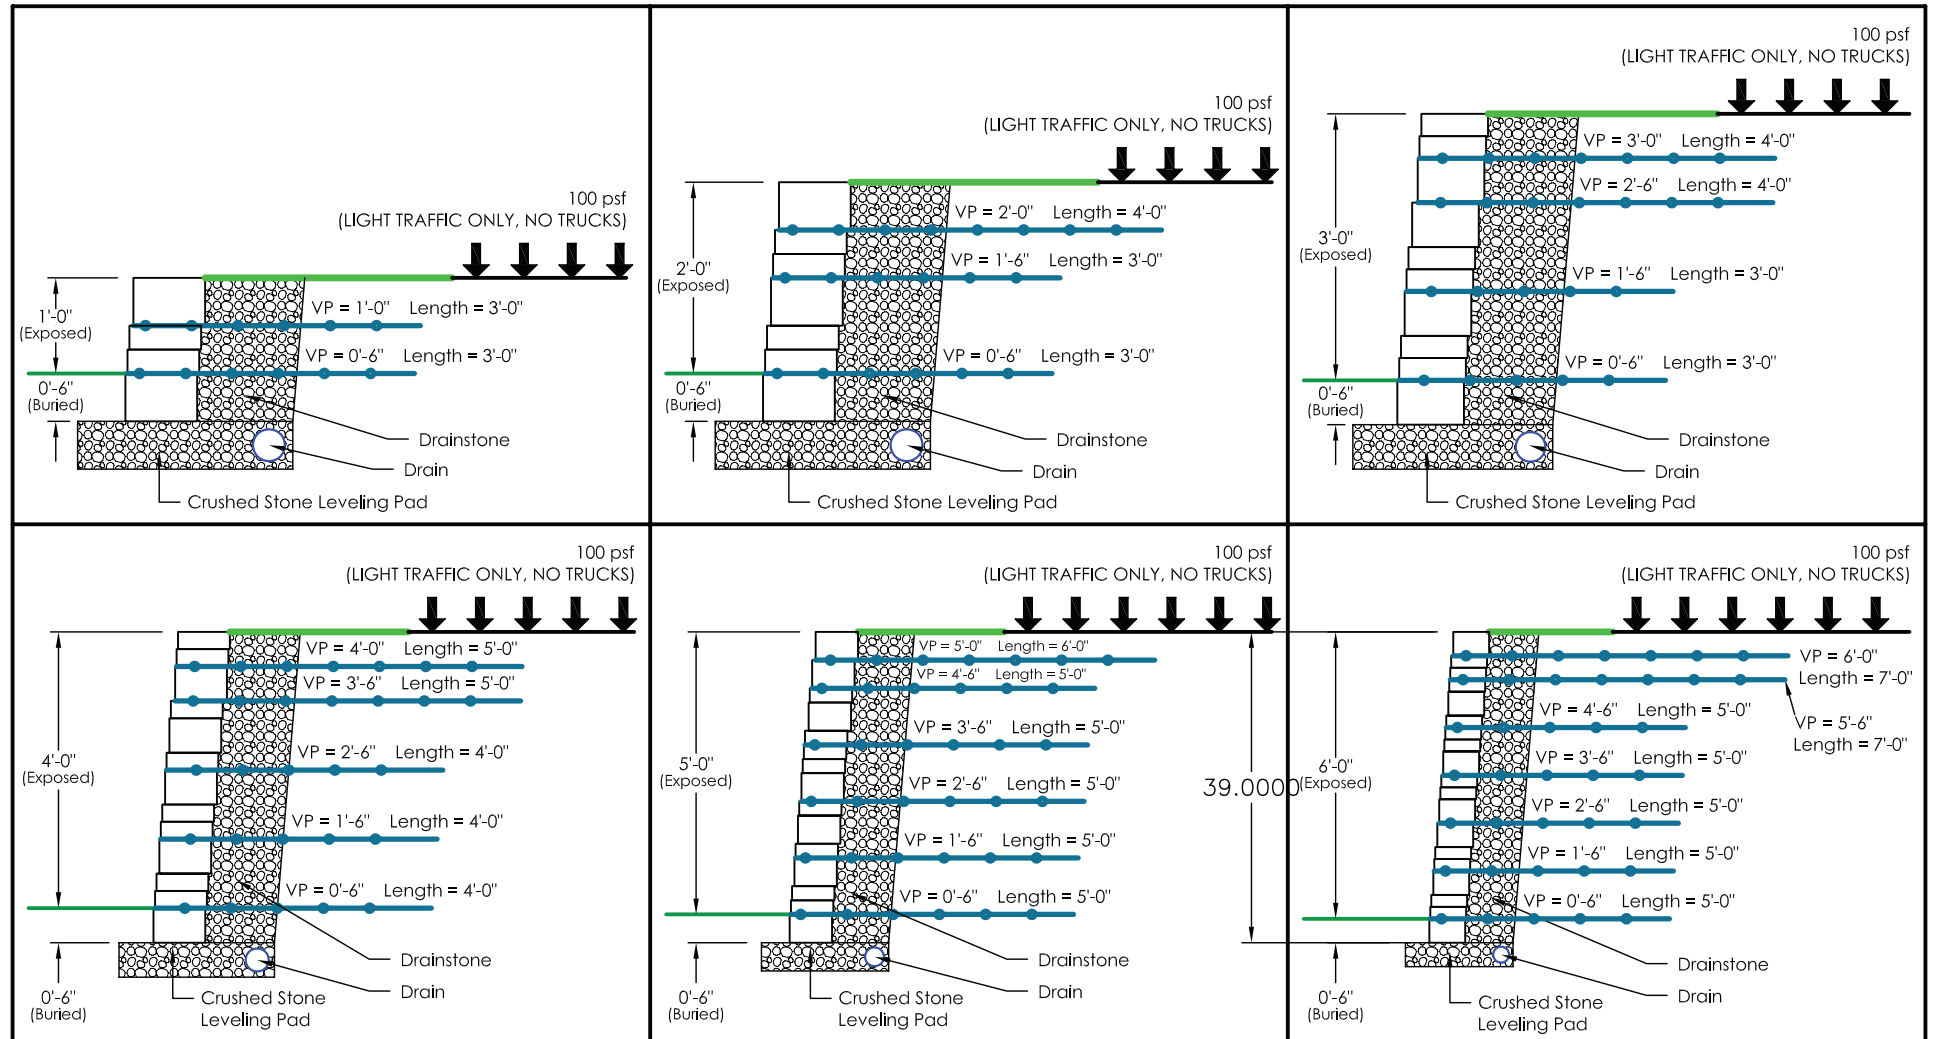 100 psf
(LIGHT TRAFFIC ONLY, NO TRUCKS)
1'-0"
(Exposed)
VP = 1'-0" Length = 3'-0"
VP = 0'-6" Length = 3'-0"
0'-6"
(Buried)
Drainstone
Drain
Crushed Stone Leveling Pad
100 psf
(LIGHT TRAFFIC ONLY, NO TRUCKS)
VP = 2'-0" Length = 4'-0"
2'-0"
(Exposed)
VP = 1'-6" Length = 3'-0"
VP = 0'-6" Length = 3'-0"
0'-6"
(Buried)
Drainstone
Drain
Crushed Stone Leveling Pad
100 psf
(LIGHT TRAFFIC ONLY, NO TRUCKS)
VP = 3'-0" Length = 4'-0"
VP = 2'-6" Length = 4'-0"
3'-0"
(Exposed)
VP = 1'-6" Length = 3'-0"
VP = 0'-6" Length = 3'-0"
0'-6"
(Buried)
Drainstone
Drain
Crushed Stone Leveling Pad
100 psf
(LIGHT TRAFFIC ONLY, NO TRUCKS)
VP = 4'-0" Length = 5'-0"
VP = 3'-6" Length = 5'-0"
4'-0"
(Exposed)
VP = 2'-6" Length = 4'-0"
VP = 1'-6" Length = 4'-0"
VP = 0'-6" Length = 4'-0"
0'-6"
(Buried)
Drainstone
Drain
Crushed Stone
Leveling Pad
100 psf
(LIGHT TRAFFIC ONLY, NO TRUCKS)
VP = 5'-0" Length = 6'-0"
VP = 4'-6" Length = 5'-0"
VP = 3'-6" Length = 5'-0"
5'-0"
(Exposed)
VP = 2'-6" Length = 5'-0"
39.0000
VP = 1'-6" Length = 5'-0"
VP = 0'-6" Length = 5'-0"
0'-6"
(Buried)
Drainstone
Drain
Crushed Stone
Leveling Pad
100 psf
(LIGHT TRAFFIC ONLY, NO TRUCKS)
VP = 6'-0"
Length = 7'-0"
VP = 5'-6"
Length = 7'-0"
VP = 4'-6" Length = 5'-0"
VP = 3'-6" Length = 5'-0"
6'-0"
(Exposed)
VP = 2'-6" Length = 5'-0"
VP = 1'-6" Length = 5'-0"
VP = 0'-6" Length = 5'-0"
0'-6"
(Buried)
Drainstone
Drain
Crushed Stone
Leveling Pad